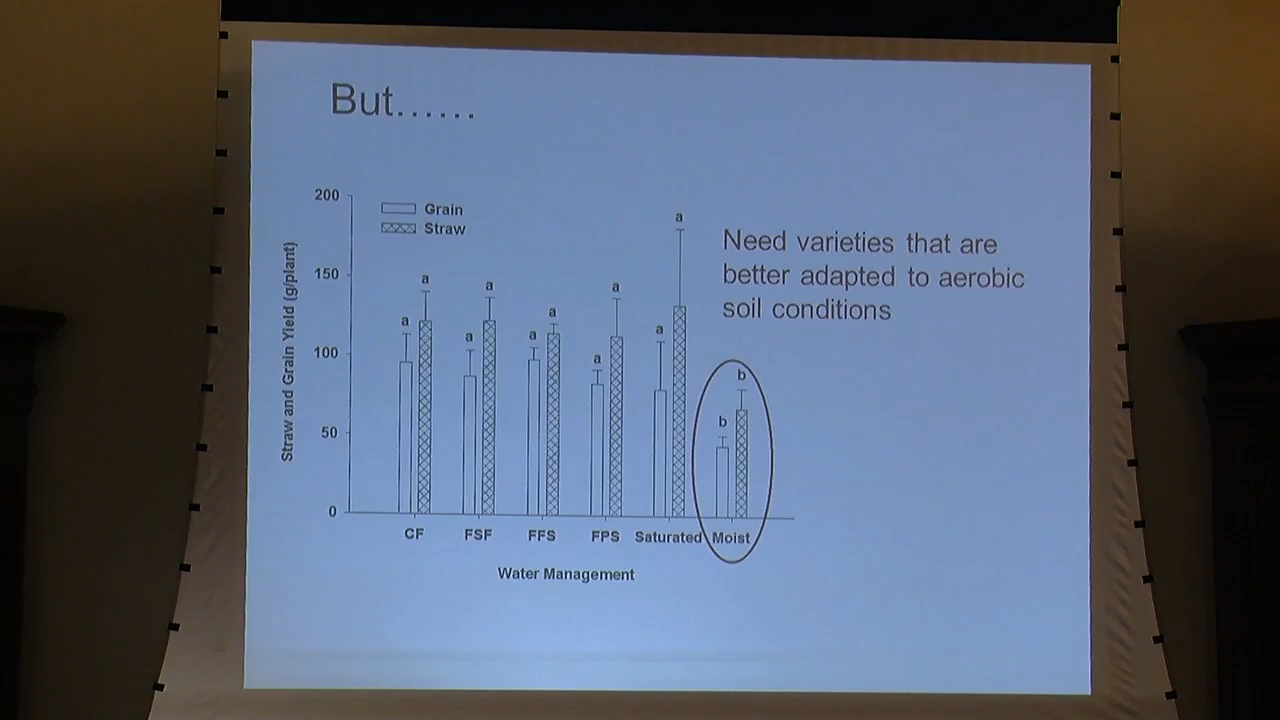 But......
200
Grain
Straw
150
100
50
0
Straw and Grain Yield (g/plant)
a a a a a a a a a a b b
CF FSF FFS FPS Saturated Moist
Water Management
Need varieties that are
better adapted to aerobic
soil conditions